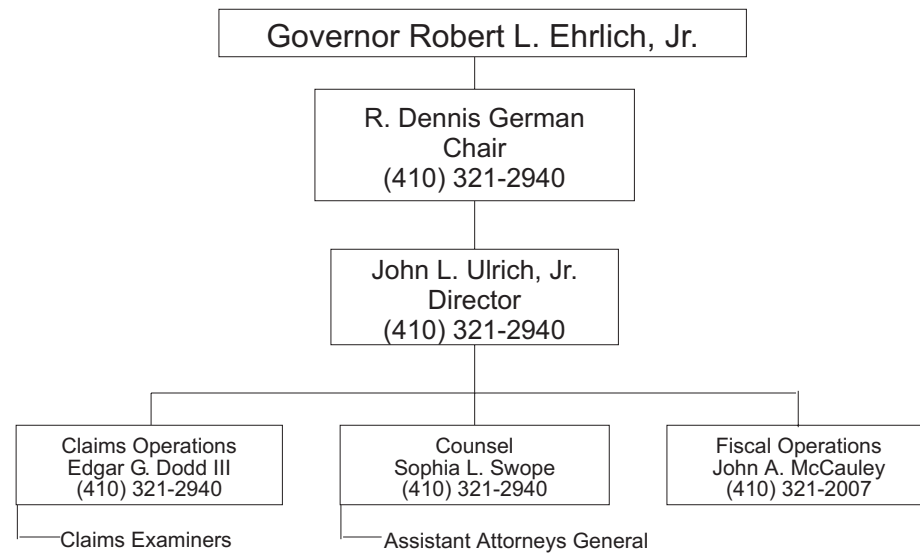 Governor Robert L. Ehrlich, Jr.
R. Dennis German
Chair
(410) 321-2940
John L. Ulrich, Jr.
Director
(410) 321-2940
Claims Operations
Edgar G. Dodd III
(410) 321-2940
Claims Examiners
Counsel
Sophia L. Swope
(410) 321-2940
Assistant Attorneys General
Fiscal Operations
John A. McCauley
(410) 321-2007